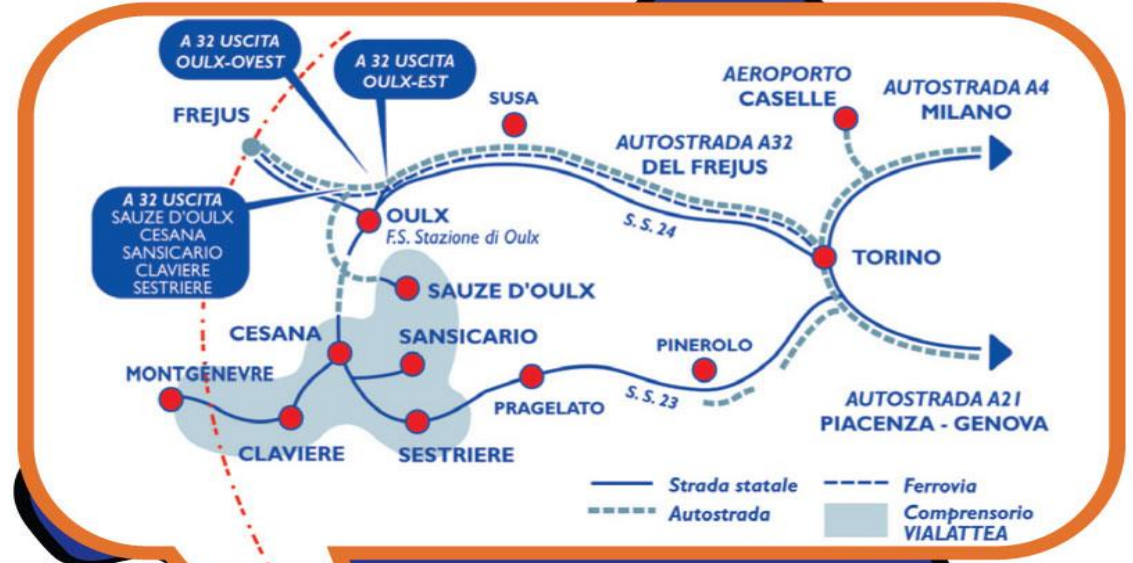 A 32 USCITA
OULX-OVEST
A 32 USCITA
OULX-EST
FREJUS
SUSA
AEROPORTO
CASELLE
AUTOSTRADA A4
MILANO
AUTOSTRADA A32
DEL FREJUS
A 32 USCITA
SAUZE D'OULX
CESANA
SANSICARIO
CLAVIERE
SESTRIERE
OULX
F.S. Stazione di Oulx
S.S.24
TORINO
SAUZE D'OULX
CESANA
SANSICARIO
PINEROLO
MONTGENEVRE
PRAGELATO
S.S.23
AUTOSTRADA A21
PIACENZA - GENOVA
CLAVIERE
SESTRIERE
Strada statale
Ferrovia
Autostrada
Comprensorio
VIALATTEA